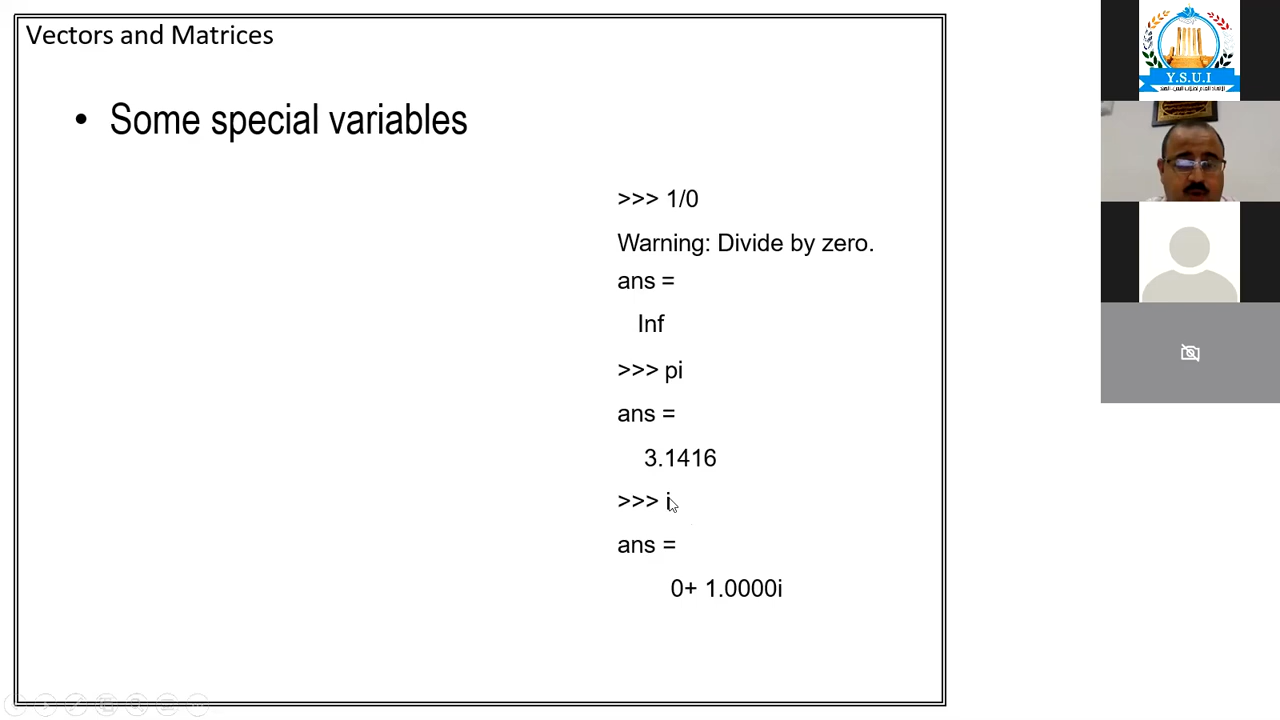 Vectors and Matrices
• Some special variables
>>> 1/0
Warning: Divide by zero.
ans =
Inf
>>> pi
ans =
3.1416
>>> i
ans =
0+ 1.0000i
Y.S.U.I